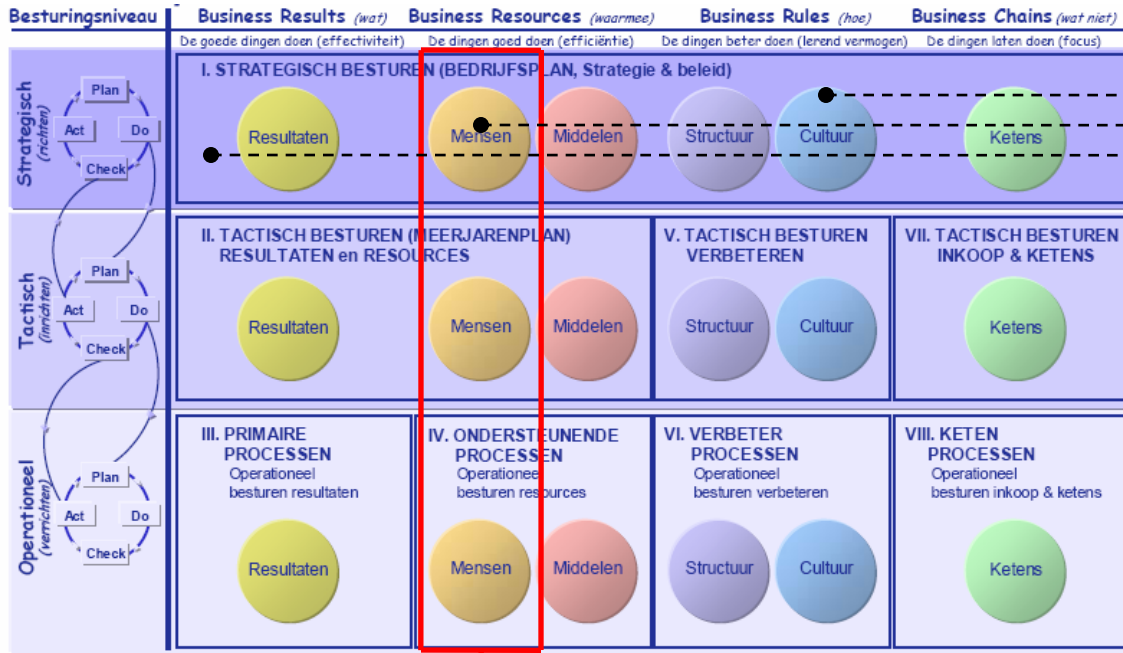 Besturingsniveau
Business Results (wat)
Business Resources (waarmee)
Business Rules (hoe)
Business Chains (wat niet)
De goede dingen doen (effectiviteit)
De dingen goed doen (efficiëntie)
De dingen beter doen (lerend vermogen)
De dingen laten doen (focus)
Strategisch
(richten)
Plan
Act
Do
Check
I. STRATEGISCH BESTUREN (BEDRIJFSPLAN, Strategie & beleid)
Resultaten
Mensen
Middelen
Structuur
Cultuur
Ketens
Tactisch
(inrichten)
Plan
Act
Do
Check
II. TACTISCH BESTUREN (MEERJARENPLAN)
RESULTATEN en RESOURCES
Resultaten
Mensen
Middelen
V. TACTISCH BESTUREN
VERBETEREN
Structuur
Cultuur
VII. TACTISCH BESTUREN
INKOOP & KETENS
Ketens
Operationeel
(verrichten)
Plan
Act
Do
Check
III. PRIMAIRE
PROCESSEN
Operationeel
besturen resultaten
Resultaten
IV. ONDERSTEUNENDE
PROCESSEN
Operationeel
besturen resources
Mensen
Middelen
VI. VERBETER
PROCESSEN
Operationeel
besturen verbeteren
Structuur
Cultuur
VIII. KETEN
PROCESSEN
Operationeel
besturen inkoop & ketens
Ketens